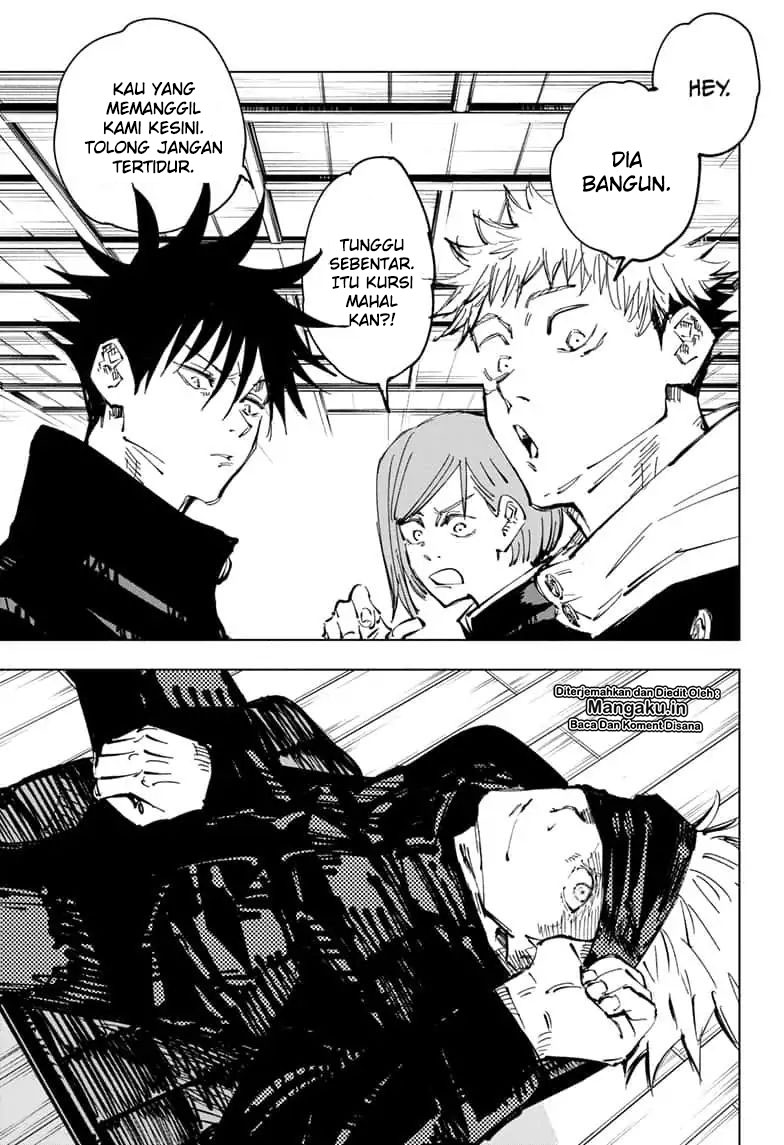 HEY.
DIA
BANGUN.
TUNGGU
SEBENTAR.
ITU KURSI
MAHAL
KAN?!
KAU YANG
MEMANGGIL
KAMI KESINI.
TOLONG JANGAN
TERTIDUR.
Diterjemahkan dan Diedit Oleh :
Mangaku.in
Baca Dan Koment Disana